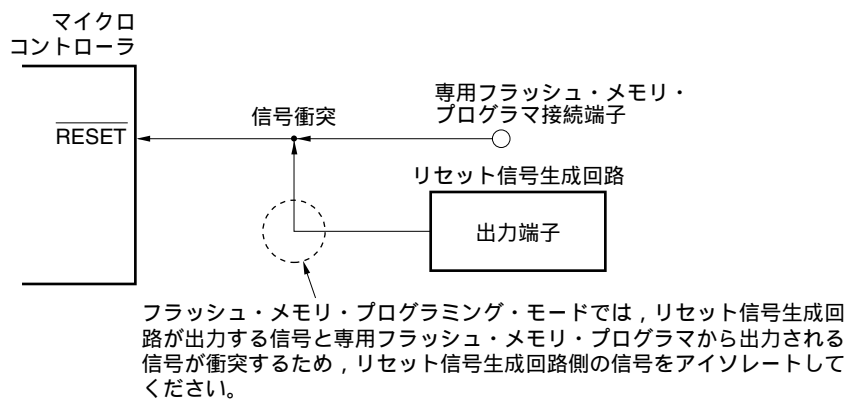 マイクロ
コントローラ
RESET
信号衝突
専用フラッシュ・メモリ・
プログラマ接続端子
リセット信号生成回路
出力端子
フラッシュ・メモリ・プログラミング・モードでは，リセット信号生成回
路が出力する信号と専用フラッシュ・メモリ・プログラマから出力される
信号が衝突するため，リセット信号生成回路側の信号をアイソレートして
ください。